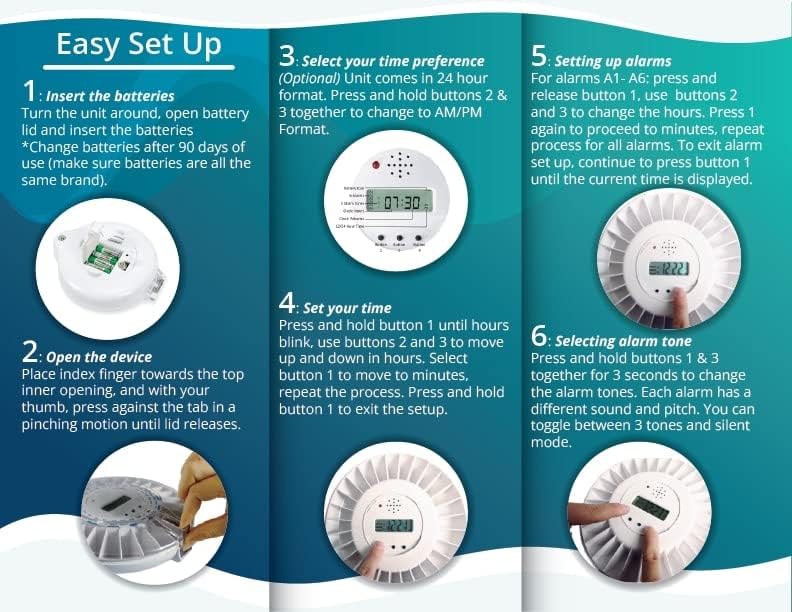 Easy Set Up
1: Insert the batteries
Turn the unit around, open battery
lid and insert the batteries
*Change batteries after 90 days of
use (make sure batteries are all the
same brand).
2: Open the device
Place index finger towards the top
inner opening, and with your
thumb, press against the tab in a
pinching motion until lid releases.
3: Select your time preference
(Optional) Unit comes in 24 hour
format. Press and hold buttons 2 &
3 together to change to AM/PM
Format.
07:30
Clock Minutes
12/24 Hour Time
Button Button Button
4: Set your time
Press and hold button 1 until hours
blink, use buttons 2 and 3 to move
up and down in hours. Select
button 1 to move to minutes,
repeat the process. Press and hold
button 1 to exit the setup.
5: Setting up alarms
For alarms A1- A6: press and
release button 1, use buttons 2
and 3 to change the hours. Press 1
again to proceed to minutes, repeat
process for all alarms. To exit alarm
set up, continue to press button 1
until the current time is displayed.
6: Selecting alarm tone
Press and hold buttons 1 & 3
together for 3 seconds to change
the alarm tones. Each alarm has a
different sound and pitch. You can
toggle between 3 tones and silent
mode.